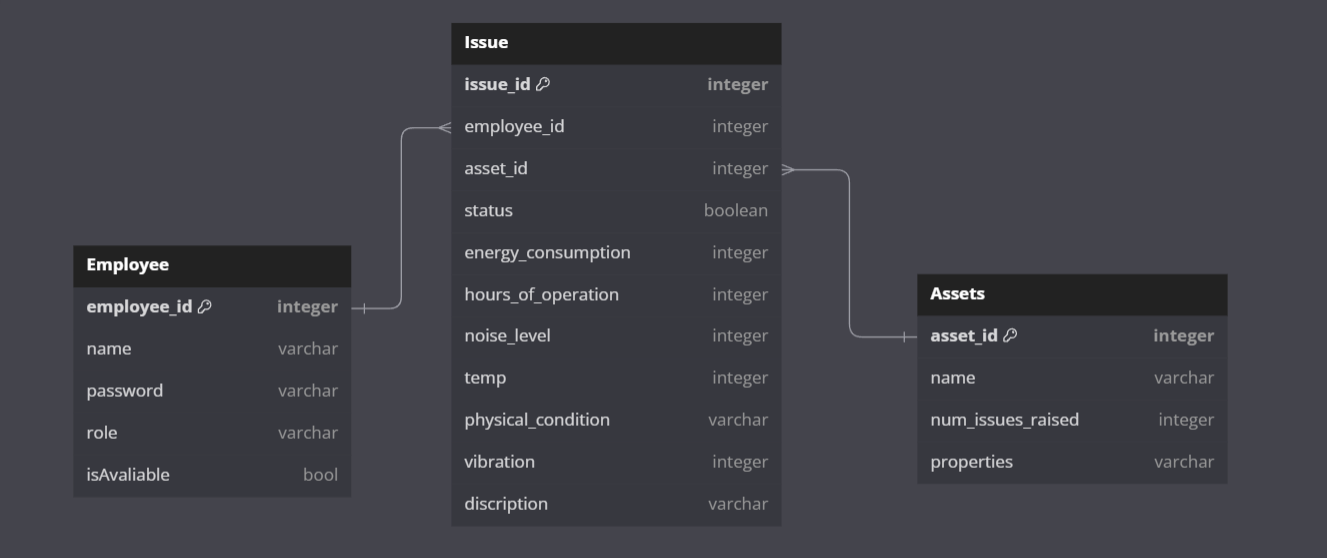 Issue
issue_id integer
employee_id integer
asset_id integer
status boolean
energy_consumption integer
hours_of_operation integer
noise_level integer
temp integer
physical_condition varchar
vibration integer
discription varchar
Employee
employee_id integer
name varchar
password varchar
role varchar
isAvaliable bool
Assets
asset_id integer
name varchar
num_issues_raised integer
properties varchar